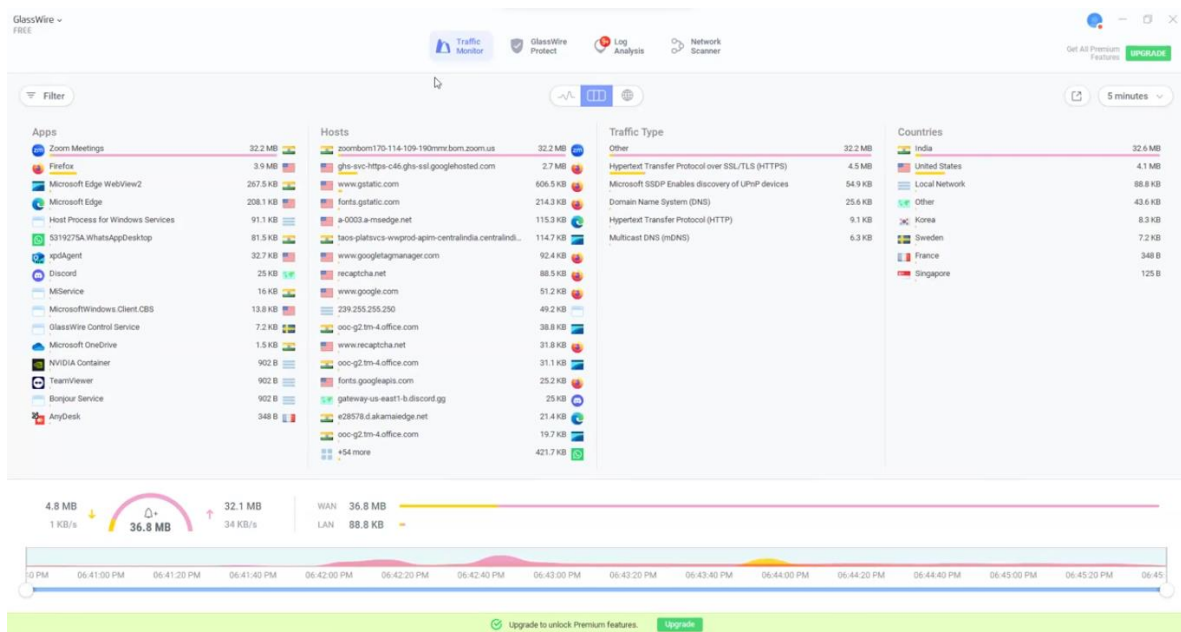 GlassWire
FREE
Traffic Monitor
GlassWire Protect
9+
Log Analysis
Network Scanner
Get All Premium Features
UPGRADE
Filter
5 minutes
Apps
Zoom Meetings 32.2 MB
Firefox 3.9 MB
Microsoft Edge WebView2 267.5 KB
Microsoft Edge 208.1 KB
Host Process for Windows Services 91.1 KB
5319275A.WhatsAppDesktop 81.5 KB
xpdAgent 32.7 KB
Discord 25 KB
MiService 16 KB
MicrosoftWindows.Client.CBS 13.8 KB
GlassWire Control Service 7.2 KB
Microsoft OneDrive 1.5 KB
NVIDIA Container 902 B
TeamViewer 902 B
Bonjour Service 902 B
AnyDesk 348 B
Hosts
zoombom170-114-109-190mmr.bom.zoom.us 32.2 MB zm
ghs-svc-https-c46.ghs-ssl.googlehosted.com 2.7 MB
www.gstatic.com 606.5 KB
fonts.gstatic.com 214.3 KB
a-0003.a-msedge.net 115.3 KB
taos-platsvcs-wwprod-apim-centralindia.centralindi... 114.7 KB
www.googletagmanager.com 92.4 KB
recaptcha.net 88.5 KB
www.google.com 51.2 KB
239.255.255.250 49.2 KB
ooc-g2.tm-4.office.com 38.8 KB
www.recaptcha.net 31.8 KB
ooc-g2.tm-4.office.com 31.1 KB
fonts.googleapis.com 25.2 KB
gateway-us-east1-b.discord.gg 25 KB
e28578.d.akamaiedge.net 21.4 KB
ooc-g2.tm-4.office.com 19.7 KB
+54 more 421.7 KB
Traffic Type
Other 32.2 MB
Hypertext Transfer Protocol over SSL/TLS (HTTPS) 4.5 MB
Microsoft SSDP Enables discovery of UPnP devices 54.9 KB
Domain Name System (DNS) 25.6 KB
Hypertext Transfer Protocol (HTTP) 9.1 KB
Multicast DNS (mDNS) 6.3 KB
Countries
India 32.6 MB
United States 4.1 MB
Local Network 88.8 KB
Other 43.6 KB
Korea 8.3 KB
Sweden 7.2 KB
France 348 B
Singapore 125 B
4.8 MB
1 KB/s
36.8 MB
32.1 MB
34 KB/s
WAN 36.8 MB
LAN 88.8 KB
06:41:00 PM 06:41:20 PM 06:41:40 PM 06:42:00 PM 06:42:20 PM 06:42:40 PM 06:43:00 PM 06:43:20 PM 06:43:40 PM 06:44:00 PM 06:44:20 PM 06:44:40 PM 06:45:00 PM 06:45:20 PM 06:45:
Upgrade to unlock Premium features. Upgrade